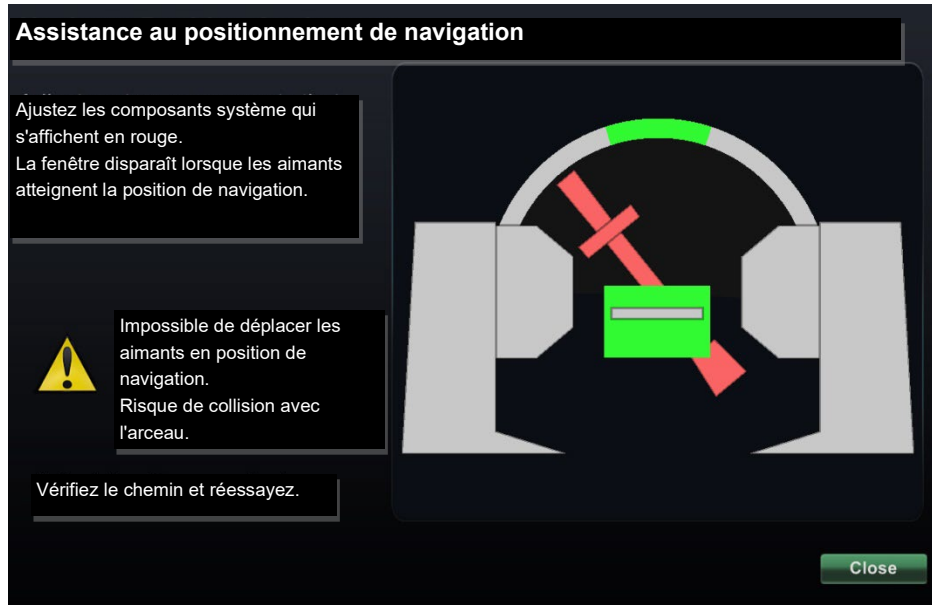 Assistance au positionnement de navigation
Ajustez les composants système qui
s'affichent en rouge.
La fenêtre disparaît lorsque les aimants
atteignent la position de navigation.
Impossible de déplacer les
aimants en position de
navigation.
Risque de collision avec
l'arceau.
Vérifiez le chemin et réessayez.
Close